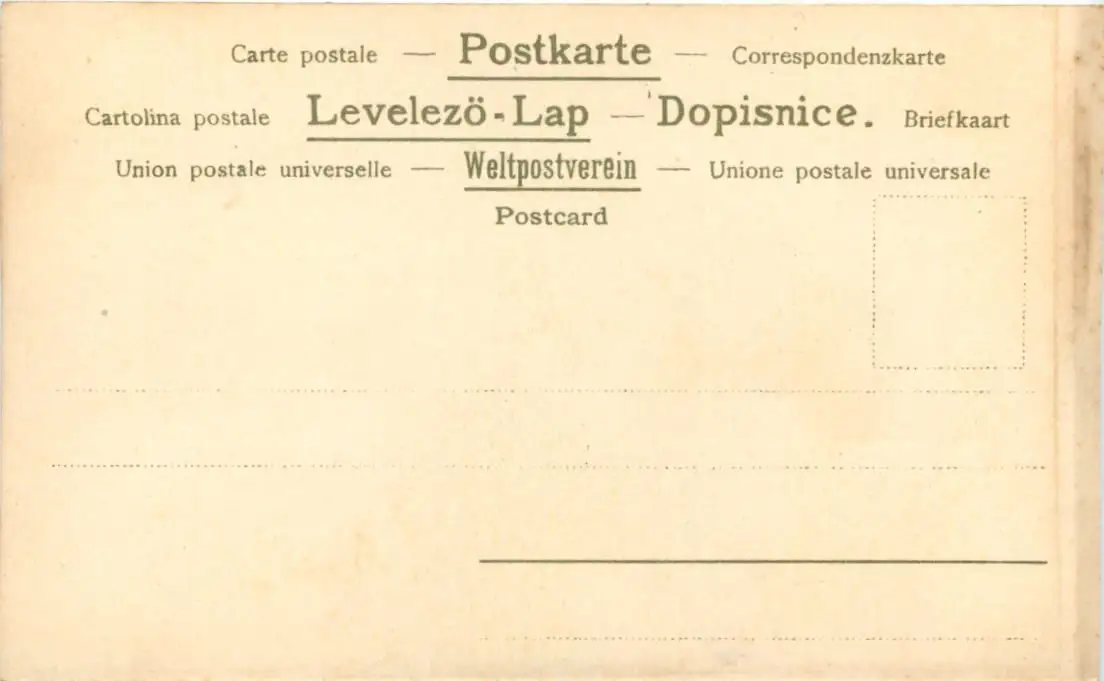 Carte postale — Postkarte — Correspondenzkarte
Cartolina postale Levelezö-Lap — Dopisnice. Briefkaart
Union postale universelle — Weltpostverein — Unione postale universale
Postcard